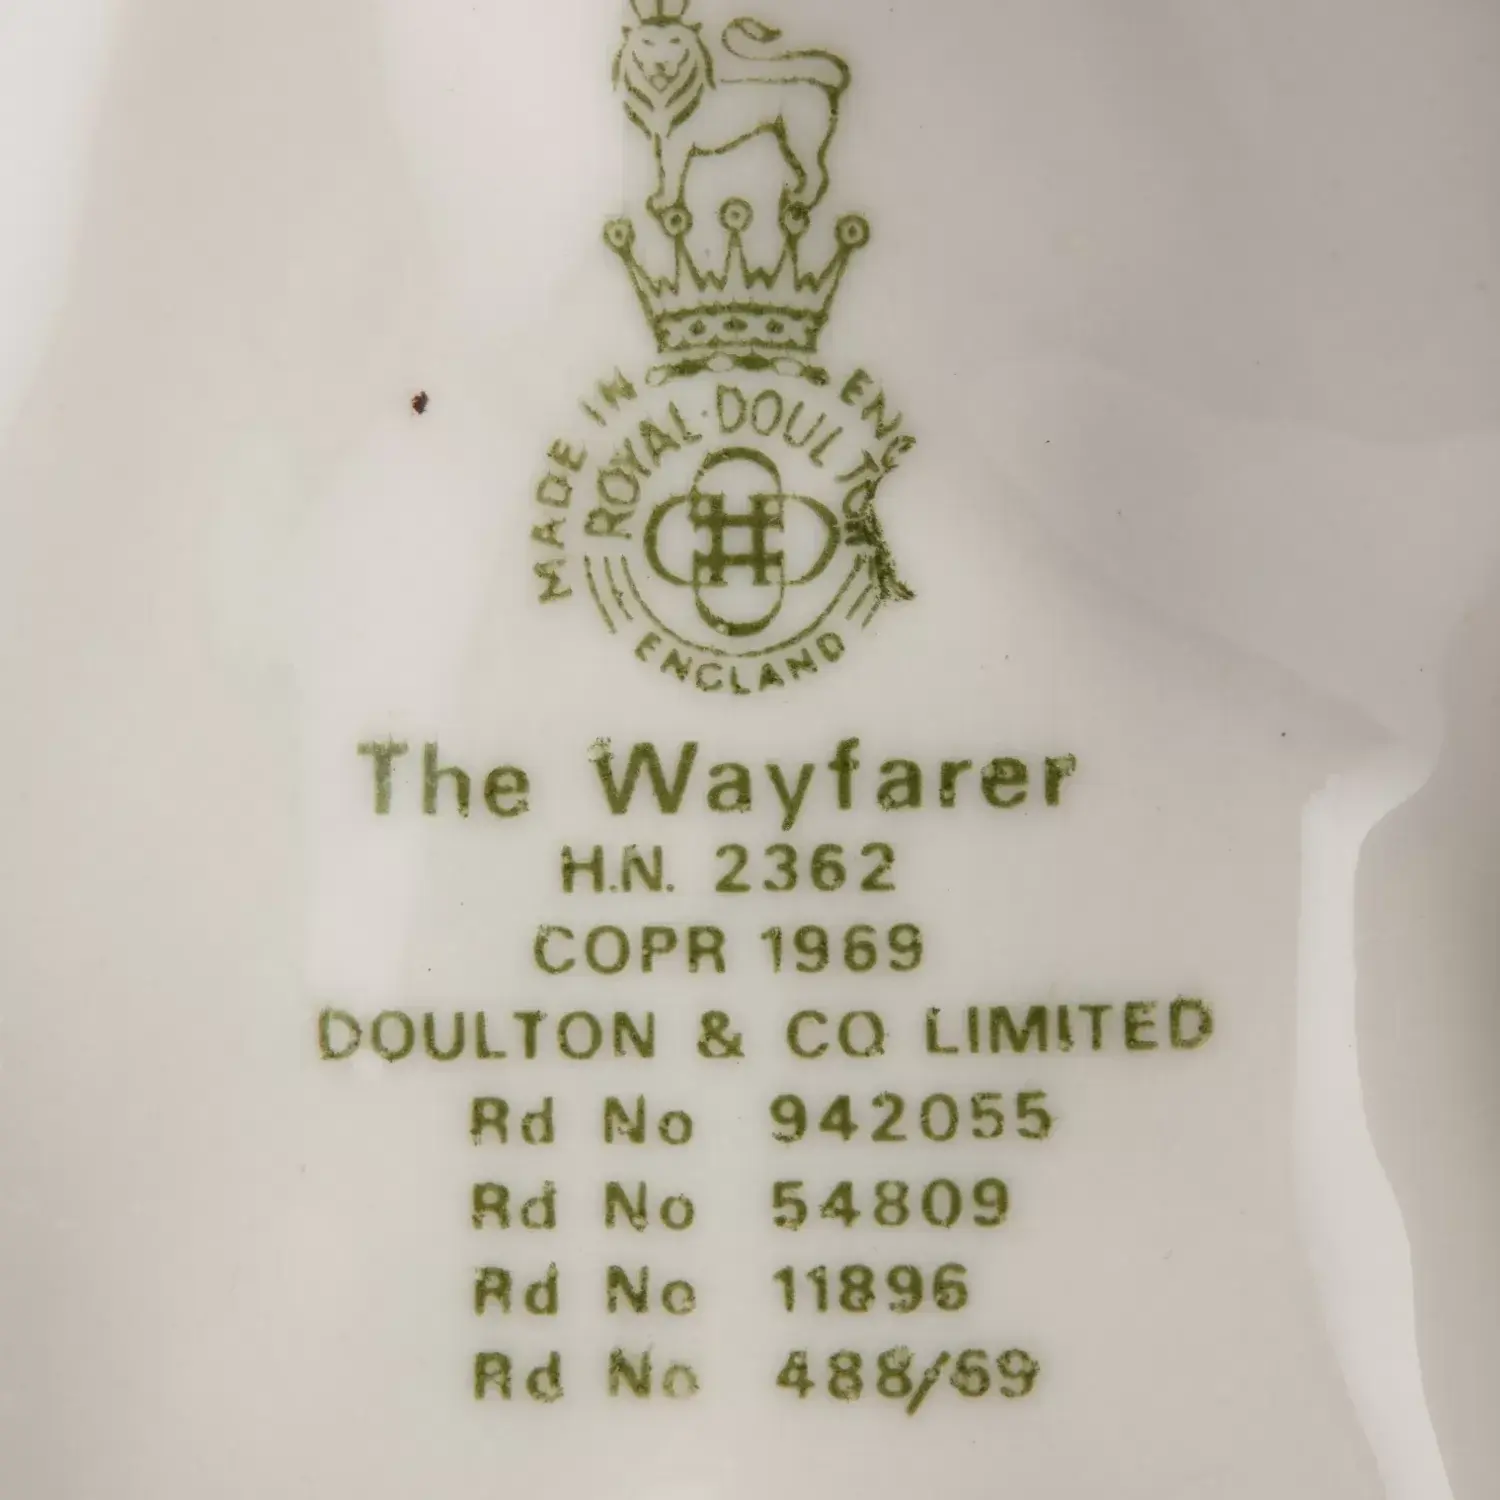 MADE IN ENG
ROYAL DOULTON
ENGLAND
The Wayfarer
H.N. 2362
COPR 1969
DOULTON & CO LIMITED
Rd No 942055
Rd No 54809
Rd No 11896
Rd No 488/69